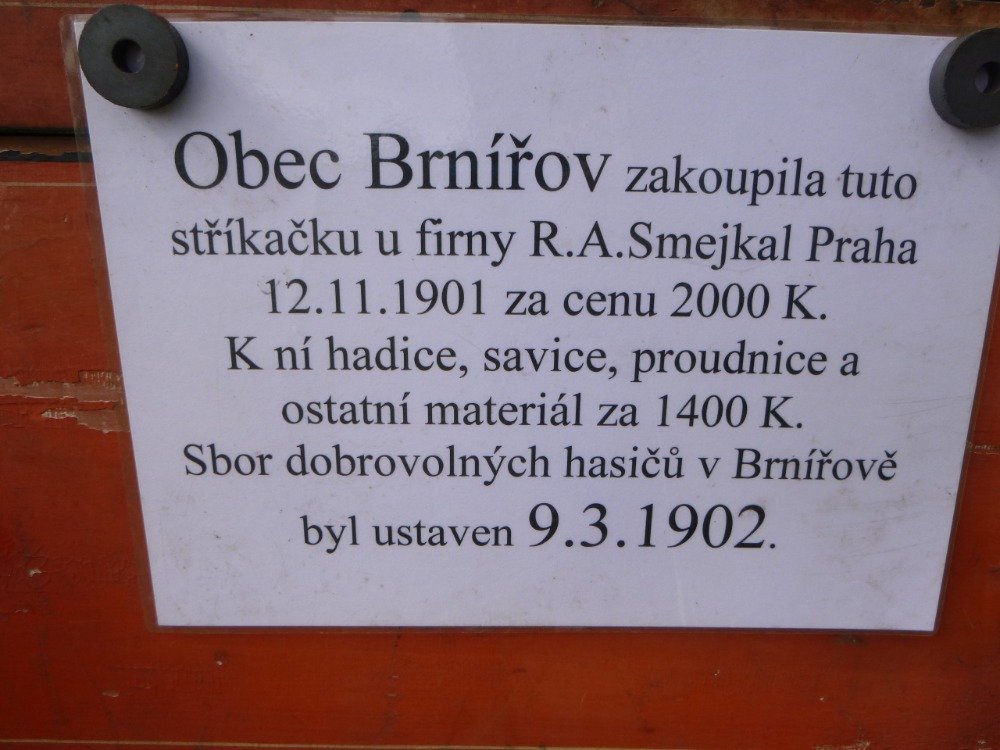 Obec Brnířov zakoupila tuto
stříkačku u firny R.A.Smejkal Praha
12.11.1901 za cenu 2000 K.
K ní hadice, savice, proudnice a
ostatní materiál za 1400 K.
Sbor dobrovolných hasičů v Brnířově
byl ustaven 9.3.1902.